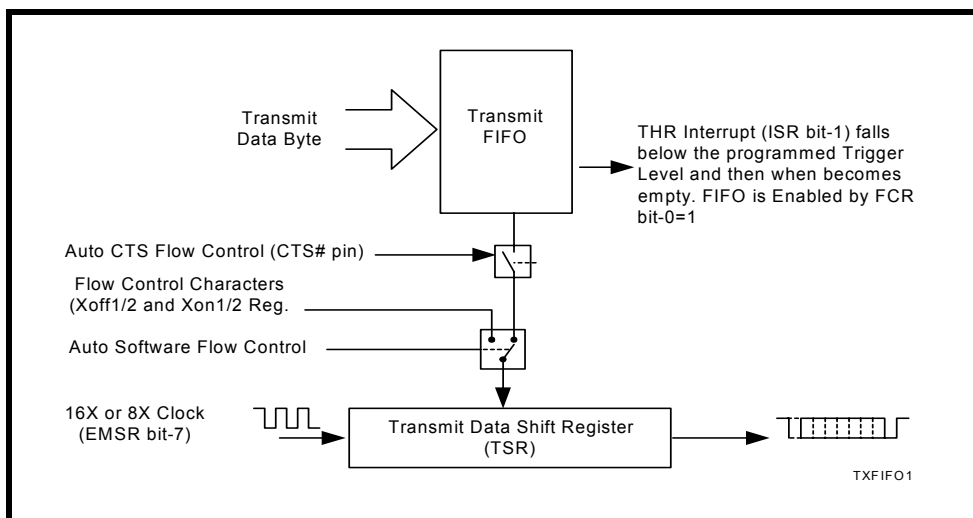 Transmit
Data Byte
Transmit
FIFO
THR Interrupt (ISR bit-1) falls
below the programmed Trigger
Level and then when becomes
empty. FIFO is Enabled by FCR
bit-0=1
Auto CTS Flow Control (CTS# pin)
Flow Control Characters
(Xoff1/2 and Xon1/2 Reg.
Auto Software Flow Control
16X or 8X Clock
(EMSR bit-7)
Transmit Data Shift Register
(TSR)
TXFIFO1